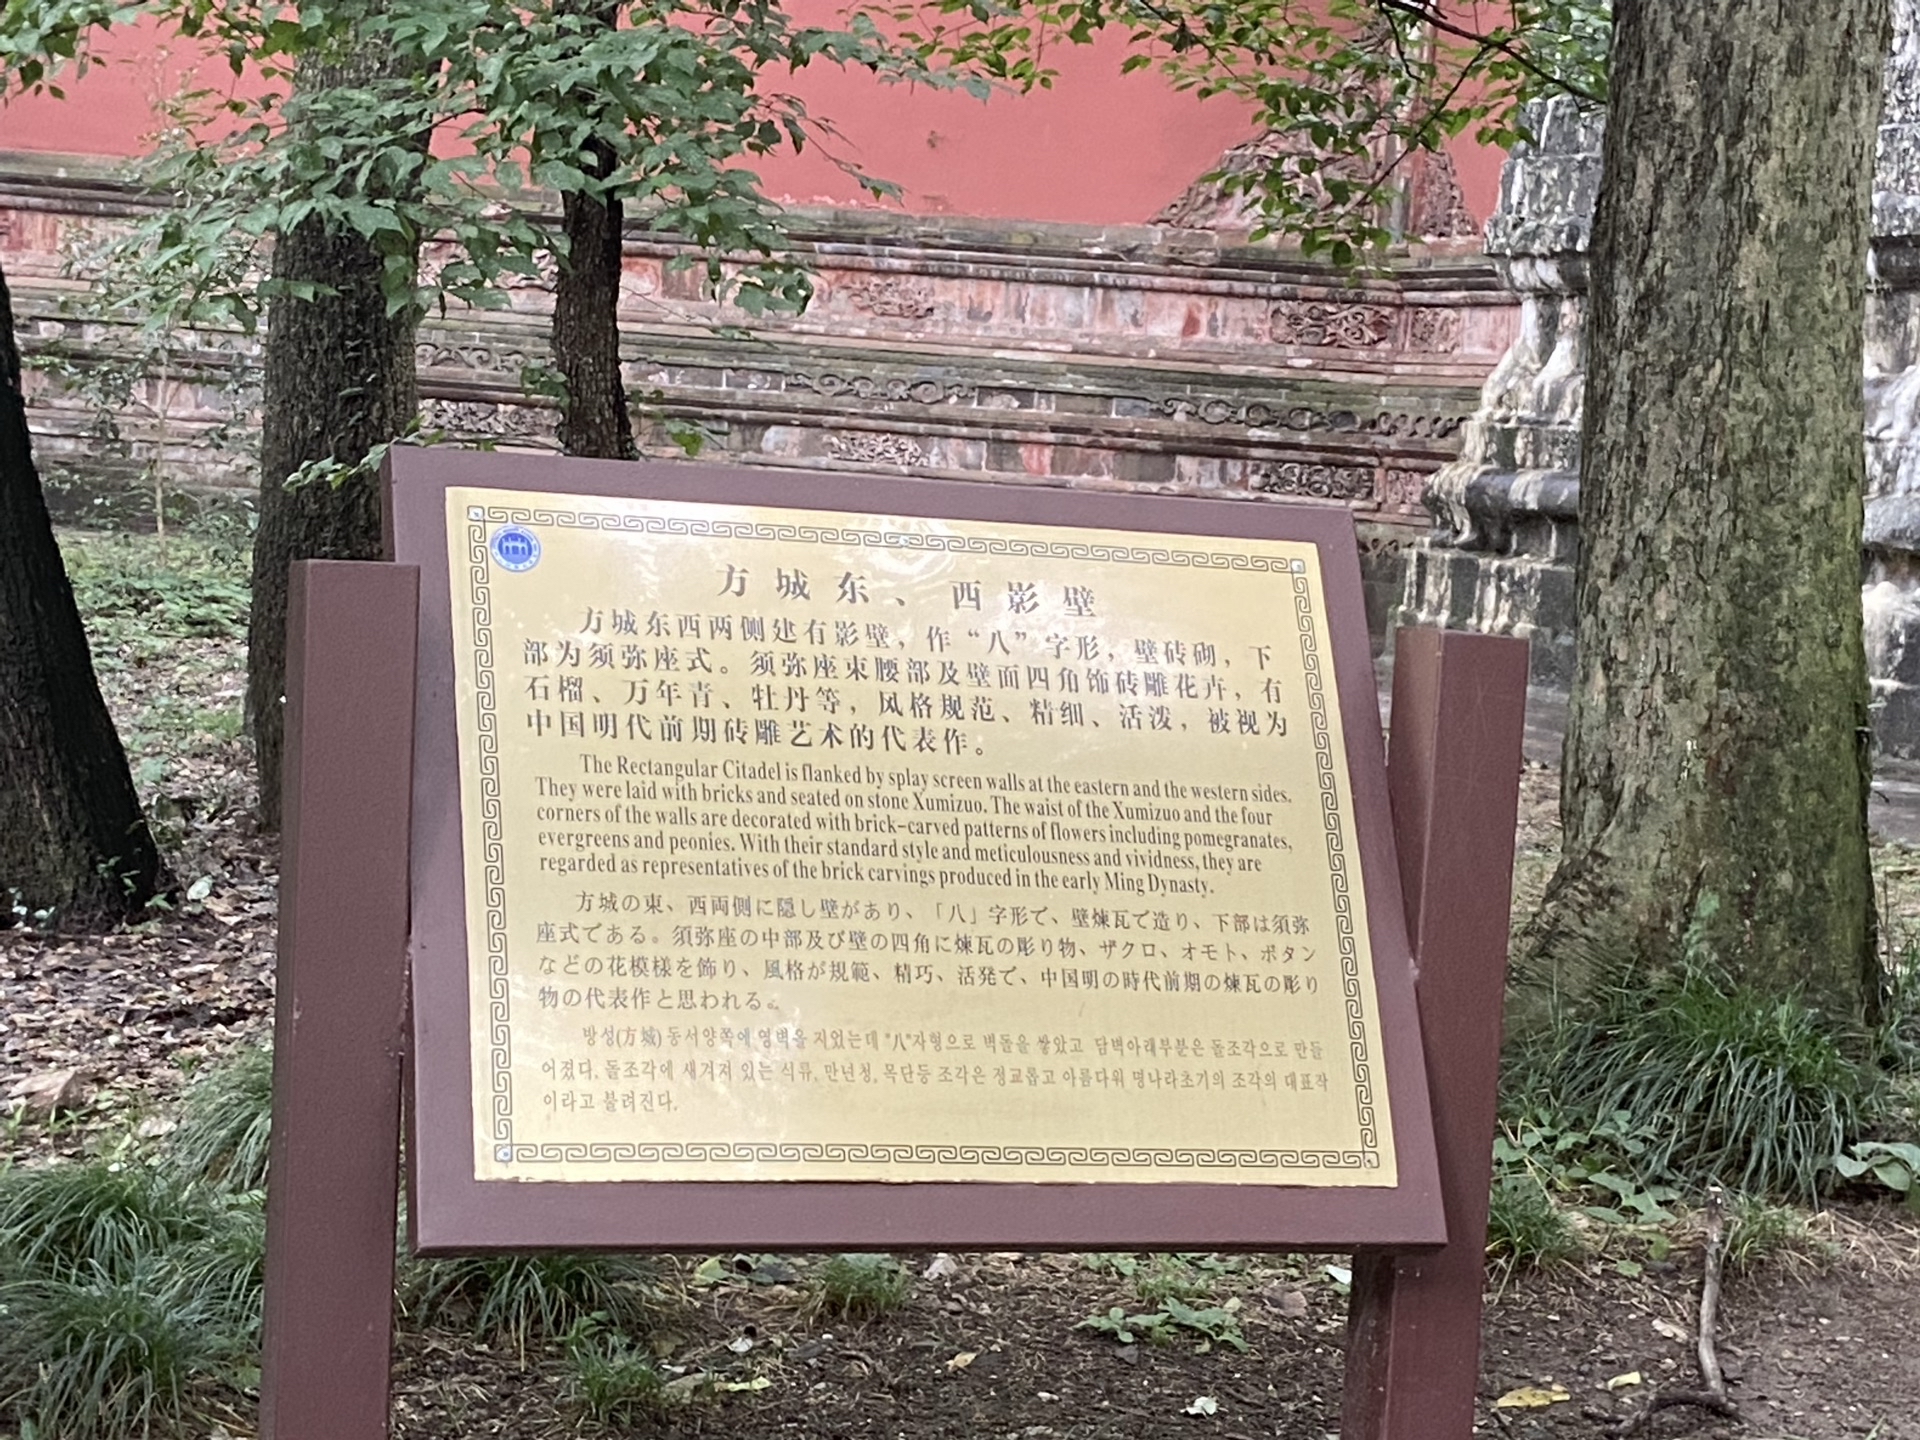 方城东、西影壁
方城东西两侧建有影壁，作“八”字形，壁砖砌，下
部为须弥座式。须弥座束腰部及壁面四角饰砖雕花卉，有
石榴、万年青、牡丹等，风格规范、精细、活泼，被视为
中国明代前期砖雕艺术的代表作。
The Rectangular Citadel is flanked by splay screen walls at the eastern and the western sides.
They were laid with bricks and seated on stone Xumizuo. The waist of the Xumizuo and the four
corners of the walls are decorated with brick-carved patterns of flowers including pomegranates,
evergreens and peonies. With their standard style and meticulousness and vividness, they are
regarded as representatives of the brick carvings produced in the early Ming Dynasty.
方城の東、西両側に隠し壁があり、「八」字形で、壁煉瓦で造り、下部は須弥
座式である。須弥座の中部及び壁の四角に煉瓦の彫り物、ザクロ、オモト、ボタン
などの花模様を飾り、風格が規範、精巧、活発で、中国明の時代前期の煉瓦の彫り
物の代表作と思われる。
방성(方城) 동서양쪽에 영벽을 지었는데 "八"자형으로 벽돌을 쌓았고 담벽아래부분은 돌조각으로 만들
어졌다. 돌조각에 새겨져 있는 석류, 만년청, 목단등 조각은 정교롭고 아름다워 명나라초기의 조각의 대표작
이라고 불려진다.